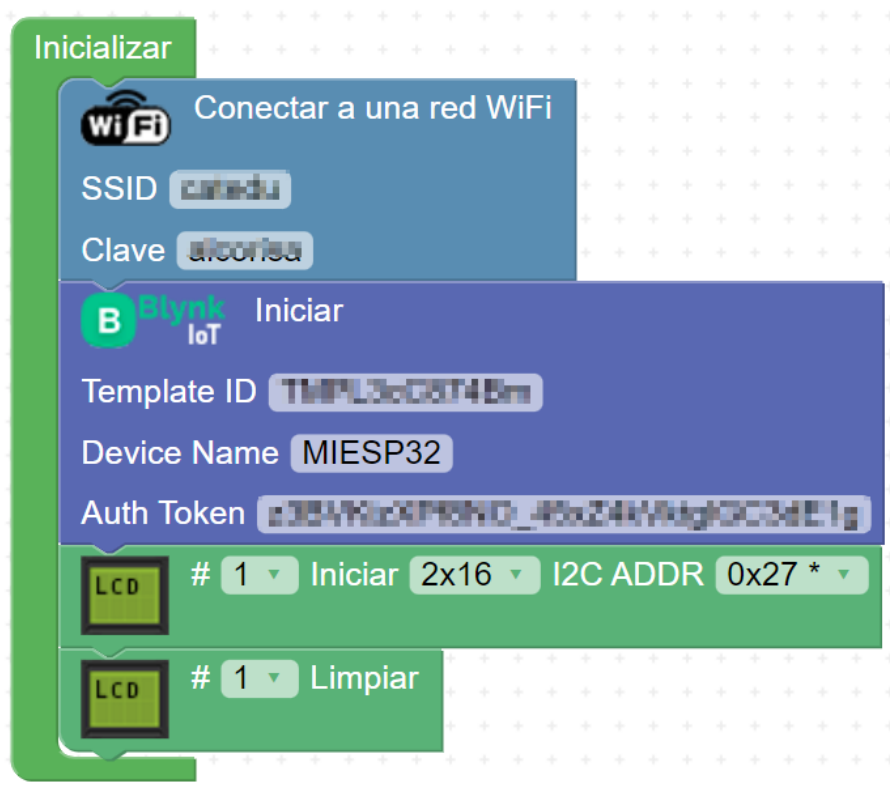 Inicializar
WiFi Conectar a una red WiFi
SSID
Clave
B Blynk IoT Iniciar
Template ID
Device Name MIESP32
Auth Token
LCD # 1 Iniciar 2x16 I2C ADDR 0x27 *
LCD # 1 Limpiar